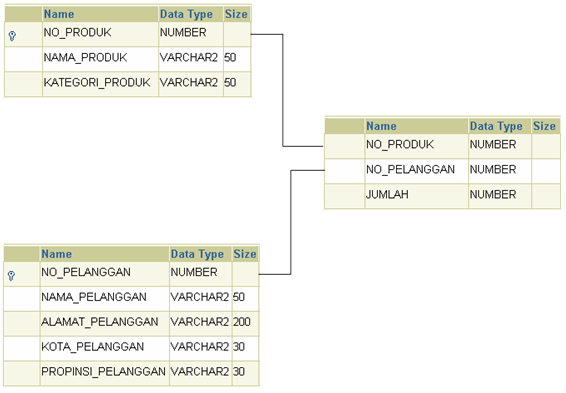 Name Data Type Size
NO_PRODUK NUMBER
NAMA_PRODUK VARCHAR2 50
KATEGORI_PRODUK VARCHAR2 50
Name Data Type Size
NO_PRODUK NUMBER
NO_PELANGGAN NUMBER
JUMLAH NUMBER
Name Data Type Size
NO_PELANGGAN NUMBER
NAMA_PELANGGAN VARCHAR2 50
ALAMAT_PELANGGAN VARCHAR2 200
KOTA_PELANGGAN VARCHAR2 30
PROPINSI_PELANGGAN VARCHAR2 30